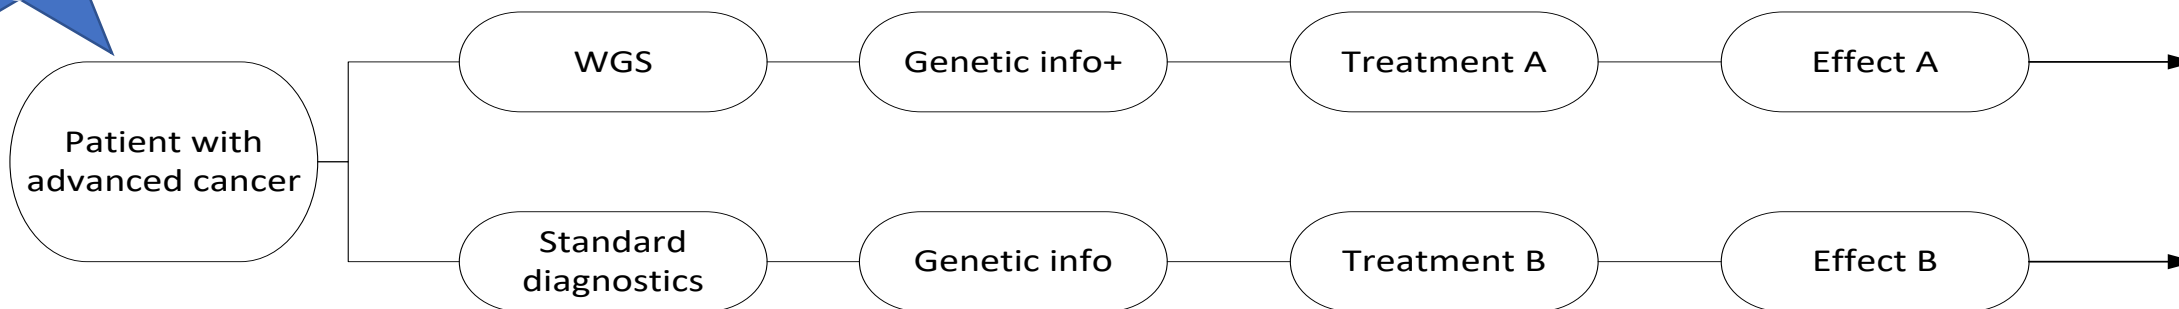 WGS
Genetic info+
Treatment A
Effect A
Patient with
advanced cancer
Standard
diagnostics
Genetic info
Treatment B
Effect B